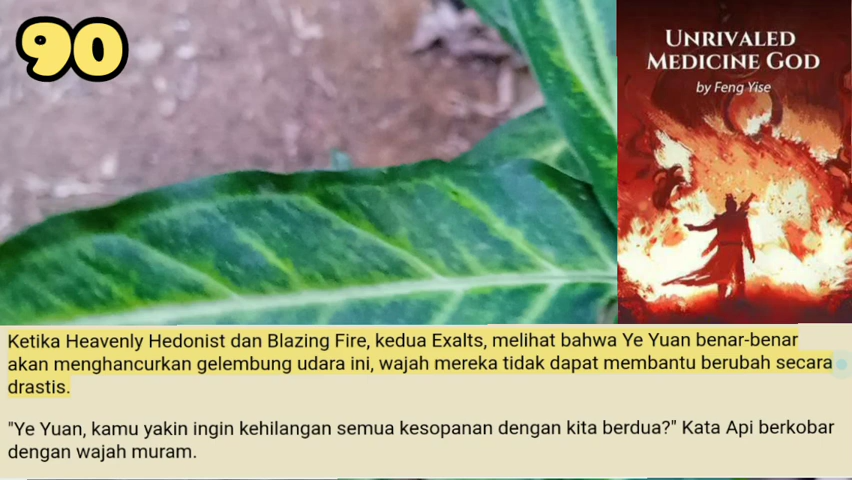 90
UNRIVALED
MEDICINE GOD
by Feng Yise
Ketika Heavenly Hedonist dan Blazing Fire, kedua Exalts, melihat bahwa Ye Yuan benar-benar
akan menghancurkan gelembung udara ini, wajah mereka tidak dapat membantu berubah secara
drastis.
"Ye Yuan, kamu yakin ingin kehilangan semua kesopanan dengan kita berdua?" Kata Api berkobar
dengan wajah muram.